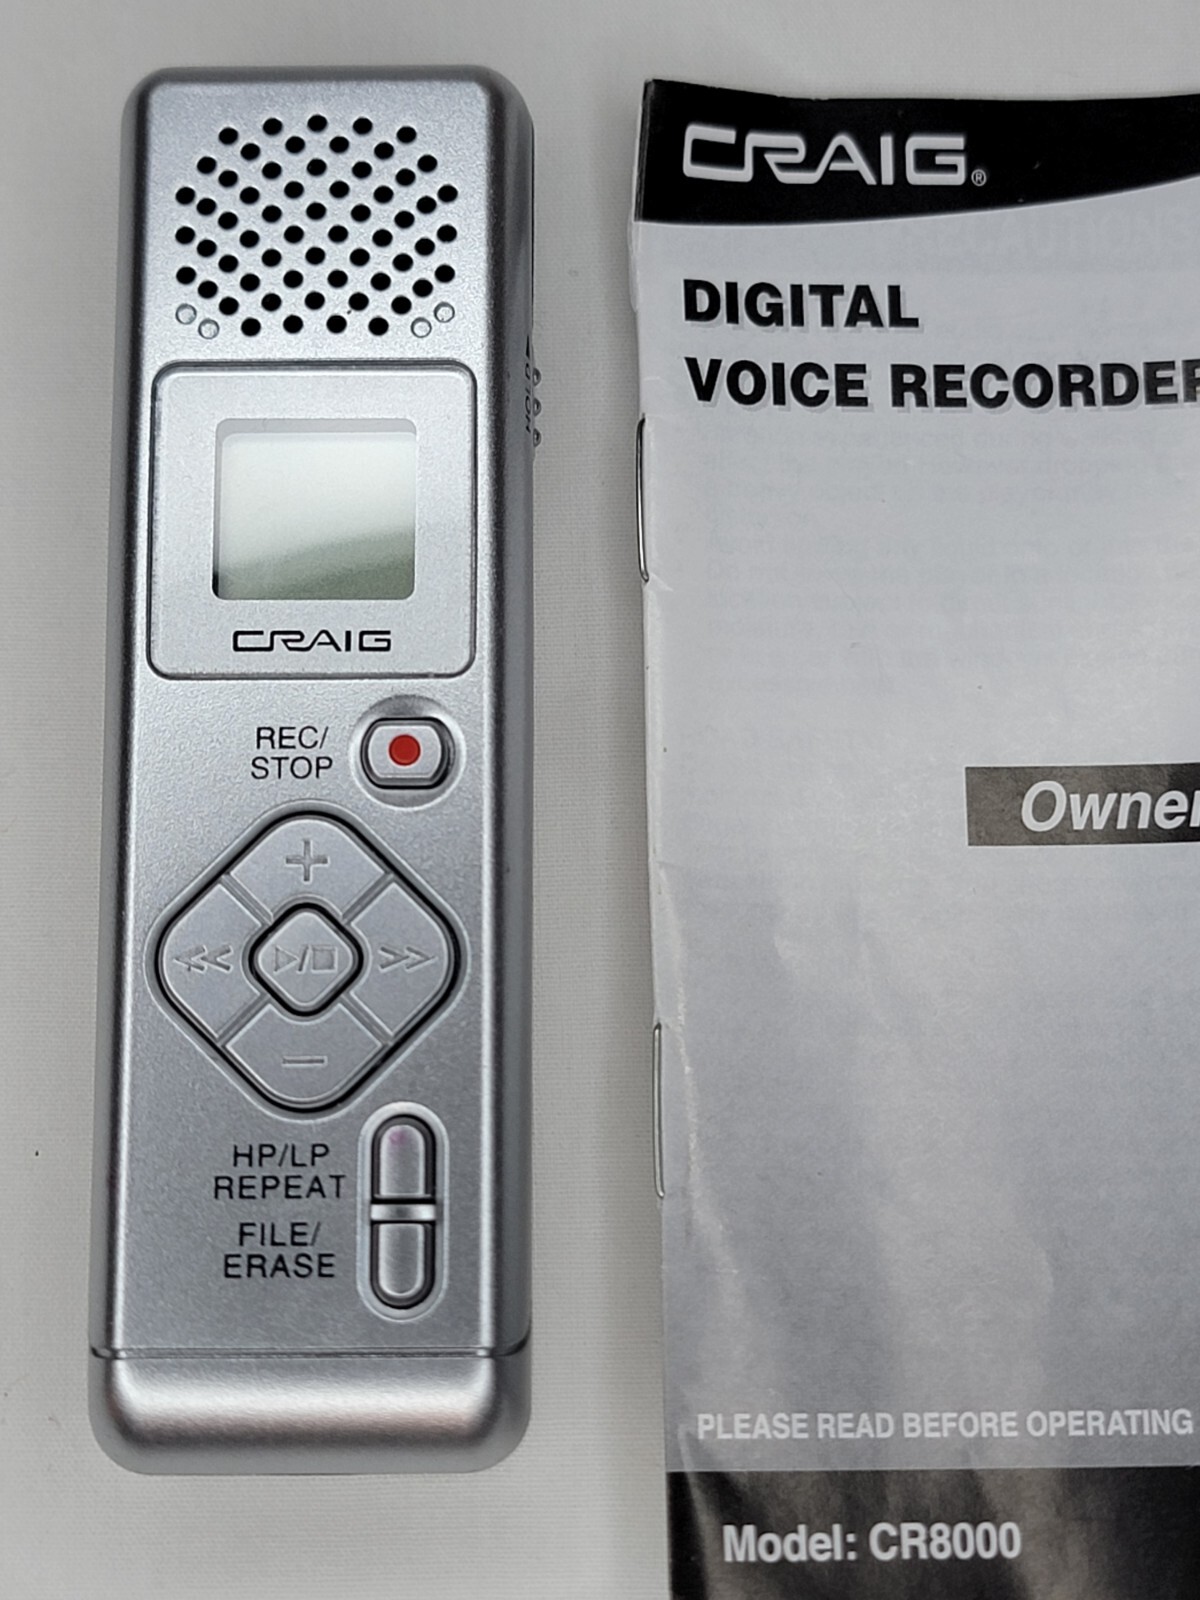 HOLD
CRAIG
REC/
STOP
+
HP/LP
REPEAT
FILE/
ERASE
CRAIG®
DIGITAL
VOICE RECORDER
Owner
PLEASE READ BEFORE OPERATING
Model: CR8000